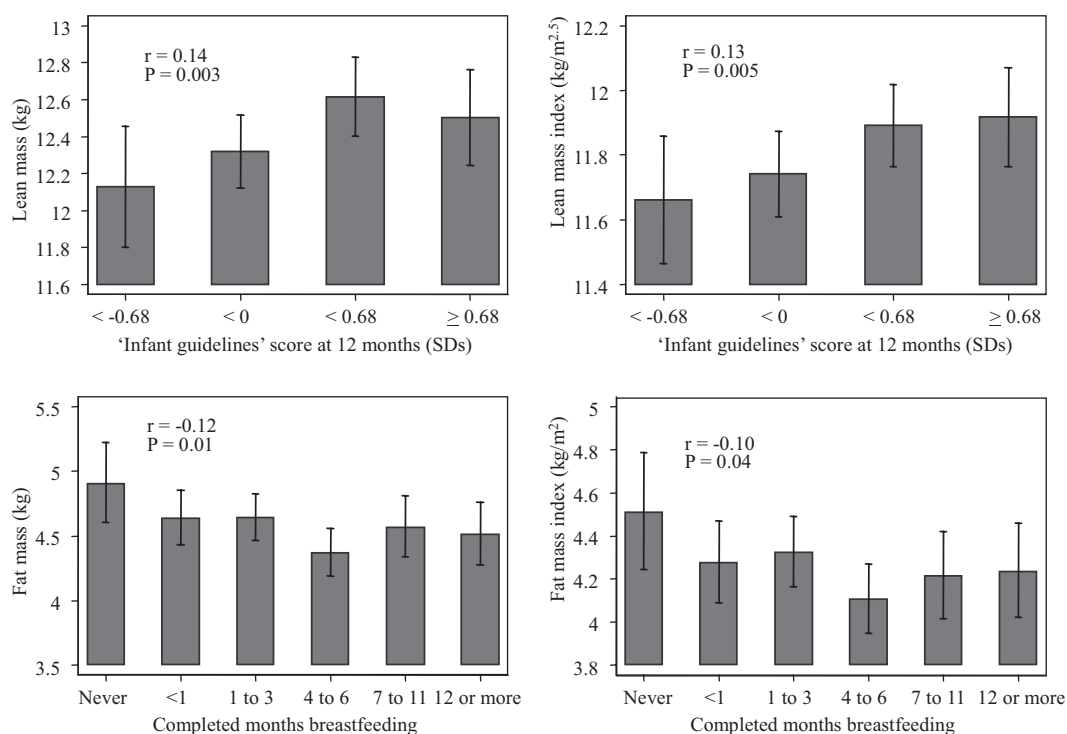 Lean mass (kg)
13
12.8
12.6
12.4
12.2
12
11.8
11.6
r = 0.14
P = 0.003
< -0.68
< 0
< 0.68
≥ 0.68
‘Infant guidelines’ score at 12 months (SDs)
Lean mass index (kg/m²·⁵)
12.2
12
11.8
11.6
11.4
r = 0.13
P = 0.005
< -0.68
< 0
< 0.68
≥ 0.68
‘Infant guidelines’ score at 12 months (SDs)
Fat mass (kg)
5.5
5
4.5
4
3.5
r = -0.12
P = 0.01
Never
<1
1 to 3
4 to 6
7 to 11
12 or more
Completed months breastfeeding
Fat mass index (kg/m²)
5
4.8
4.6
4.4
4.2
4
3.8
r = -0.10
P = 0.04
Never
<1
1 to 3
4 to 6
7 to 11
12 or more
Completed months breastfeeding